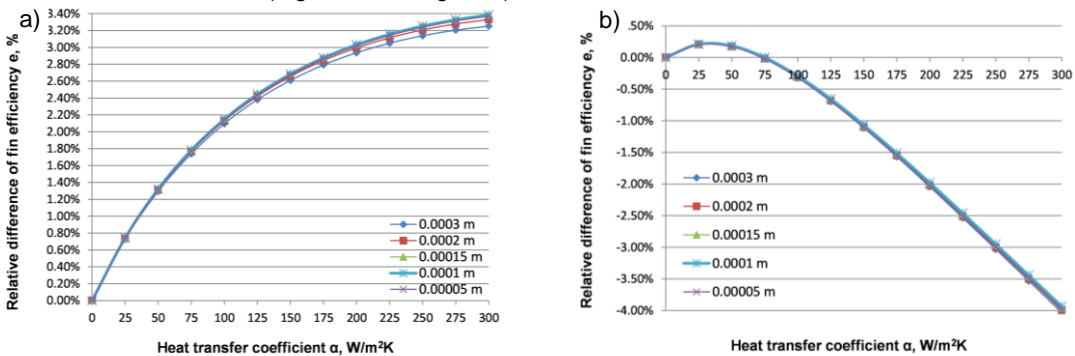 a)
3.40%
3.20%
3.00%
2.80%
2.60%
2.40%
2.20%
2.00%
1.80%
1.60%
1.40%
1.20%
1.00%
0.80%
0.60%
0.40%
0.20%
0.00%
Relative difference of fin efficiency e, %
0.0003 m
0.0002 m
0.00015 m
0.0001 m
0.00005 m
0 25 50 75 100 125 150 175 200 225 250 275 300
Heat transfer coefficient α, W/m²K
b)
.50%
0.00%
-0.50%
-1.00%
-1.50%
-2.00%
-2.50%
-3.00%
-3.50%
-4.00%
Relative difference of fin efficiency e, %
0 25 50 75 100 125 150 175 200 225 250 275 300
0.0003 m
0.0002 m
0.00015 m
0.0001 m
0.00005 m
Heat transfer coefficient α, W/m²K